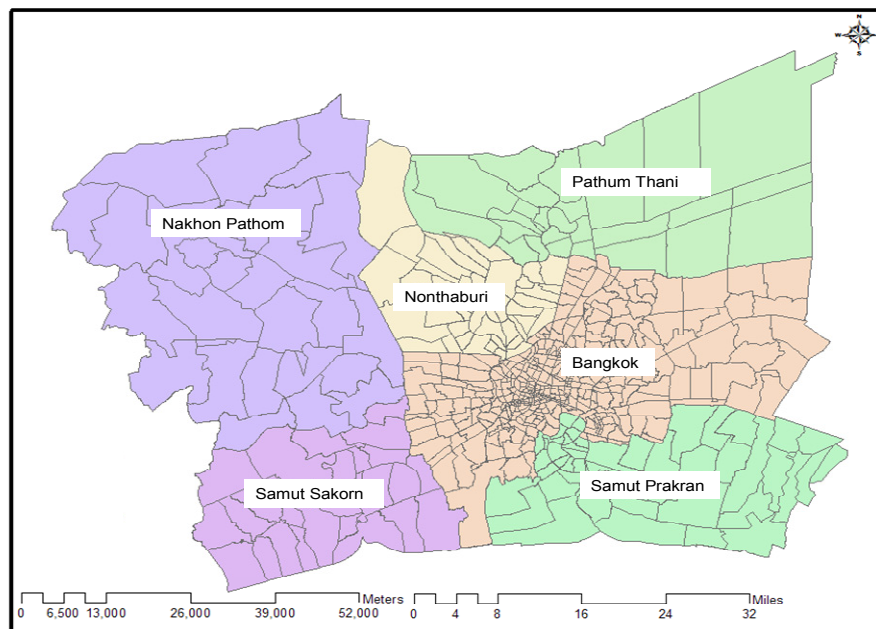 N
W E
S
Pathum Thani
Nakhon Pathom
Nonthaburi
Bangkok
Samut Sakorn
Samut Prakran
Meters
0 6,500 13,000 26,000 39,000 52,000
Miles
0 4 8 16 24 32